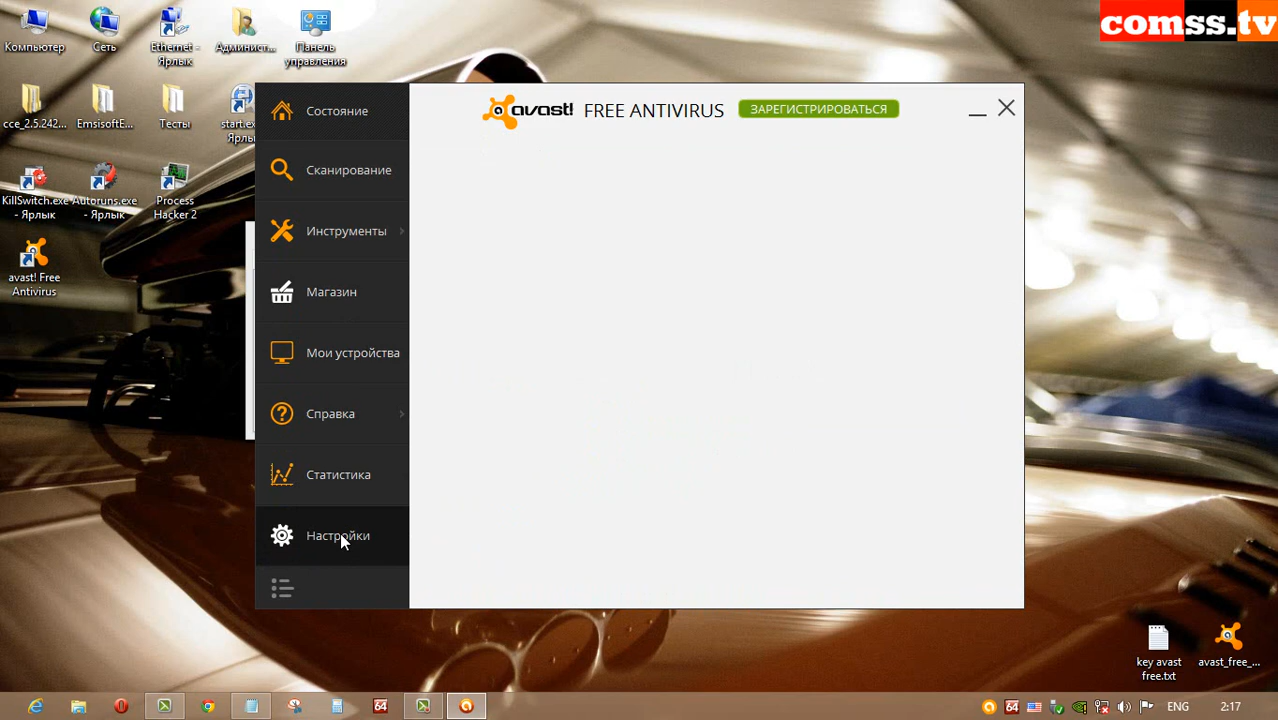 comss.tv
Компьютер
Сеть
Ethernet -
Ярлык
Админист...
Панель
управления
cce_2.5.242...
EmsisoftE...
Тесты
start.ex
Ярлы
KillSwitch.exe
- Ярлык
Autoruns.exe
- Ярлык
Process
Hacker 2
avast! Free
Antivirus
Состояние
Сканирование
Инструменты
Магазин
Мои устройства
Справка
Статистика
Настройки
avast! FREE ANTIVIRUS ЗАРЕГИСТРИРОВАТЬСЯ
key avast
free.txt
avast_free_...
64
64
ENG
2:17